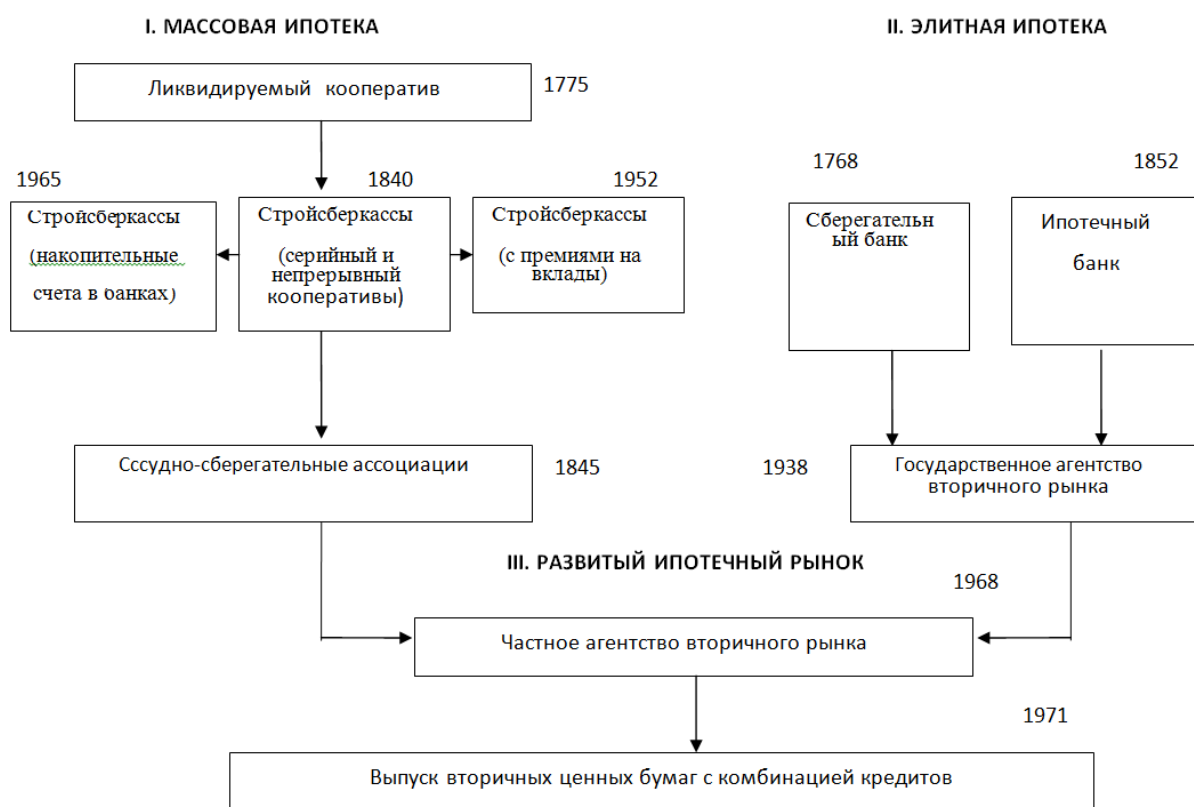 I. МАССОВАЯ ИПОТЕКА
II. ЭЛИТНАЯ ИПОТЕКА
Ликвидируемый кооператив
1775
1965
1840
1952
1768
1852
Стройсберкассы
(накопительные
счета в банках)
Стройсберкассы
(серийный и
непрерывный
кооперативы)
Стройсберкассы
(с премиями на
вклады)
Сберегательн
ый банк
Ипотечный
банк
Сссудно-сберегательные ассоциации
1845
1938
Государственное агентство
вторичного рынка
III. РАЗВИТЫЙ ИПОТЕЧНЫЙ РЫНОК
1968
Частное агентство вторичного рынка
1971
Выпуск вторичных ценных бумаг с комбинацией кредитов